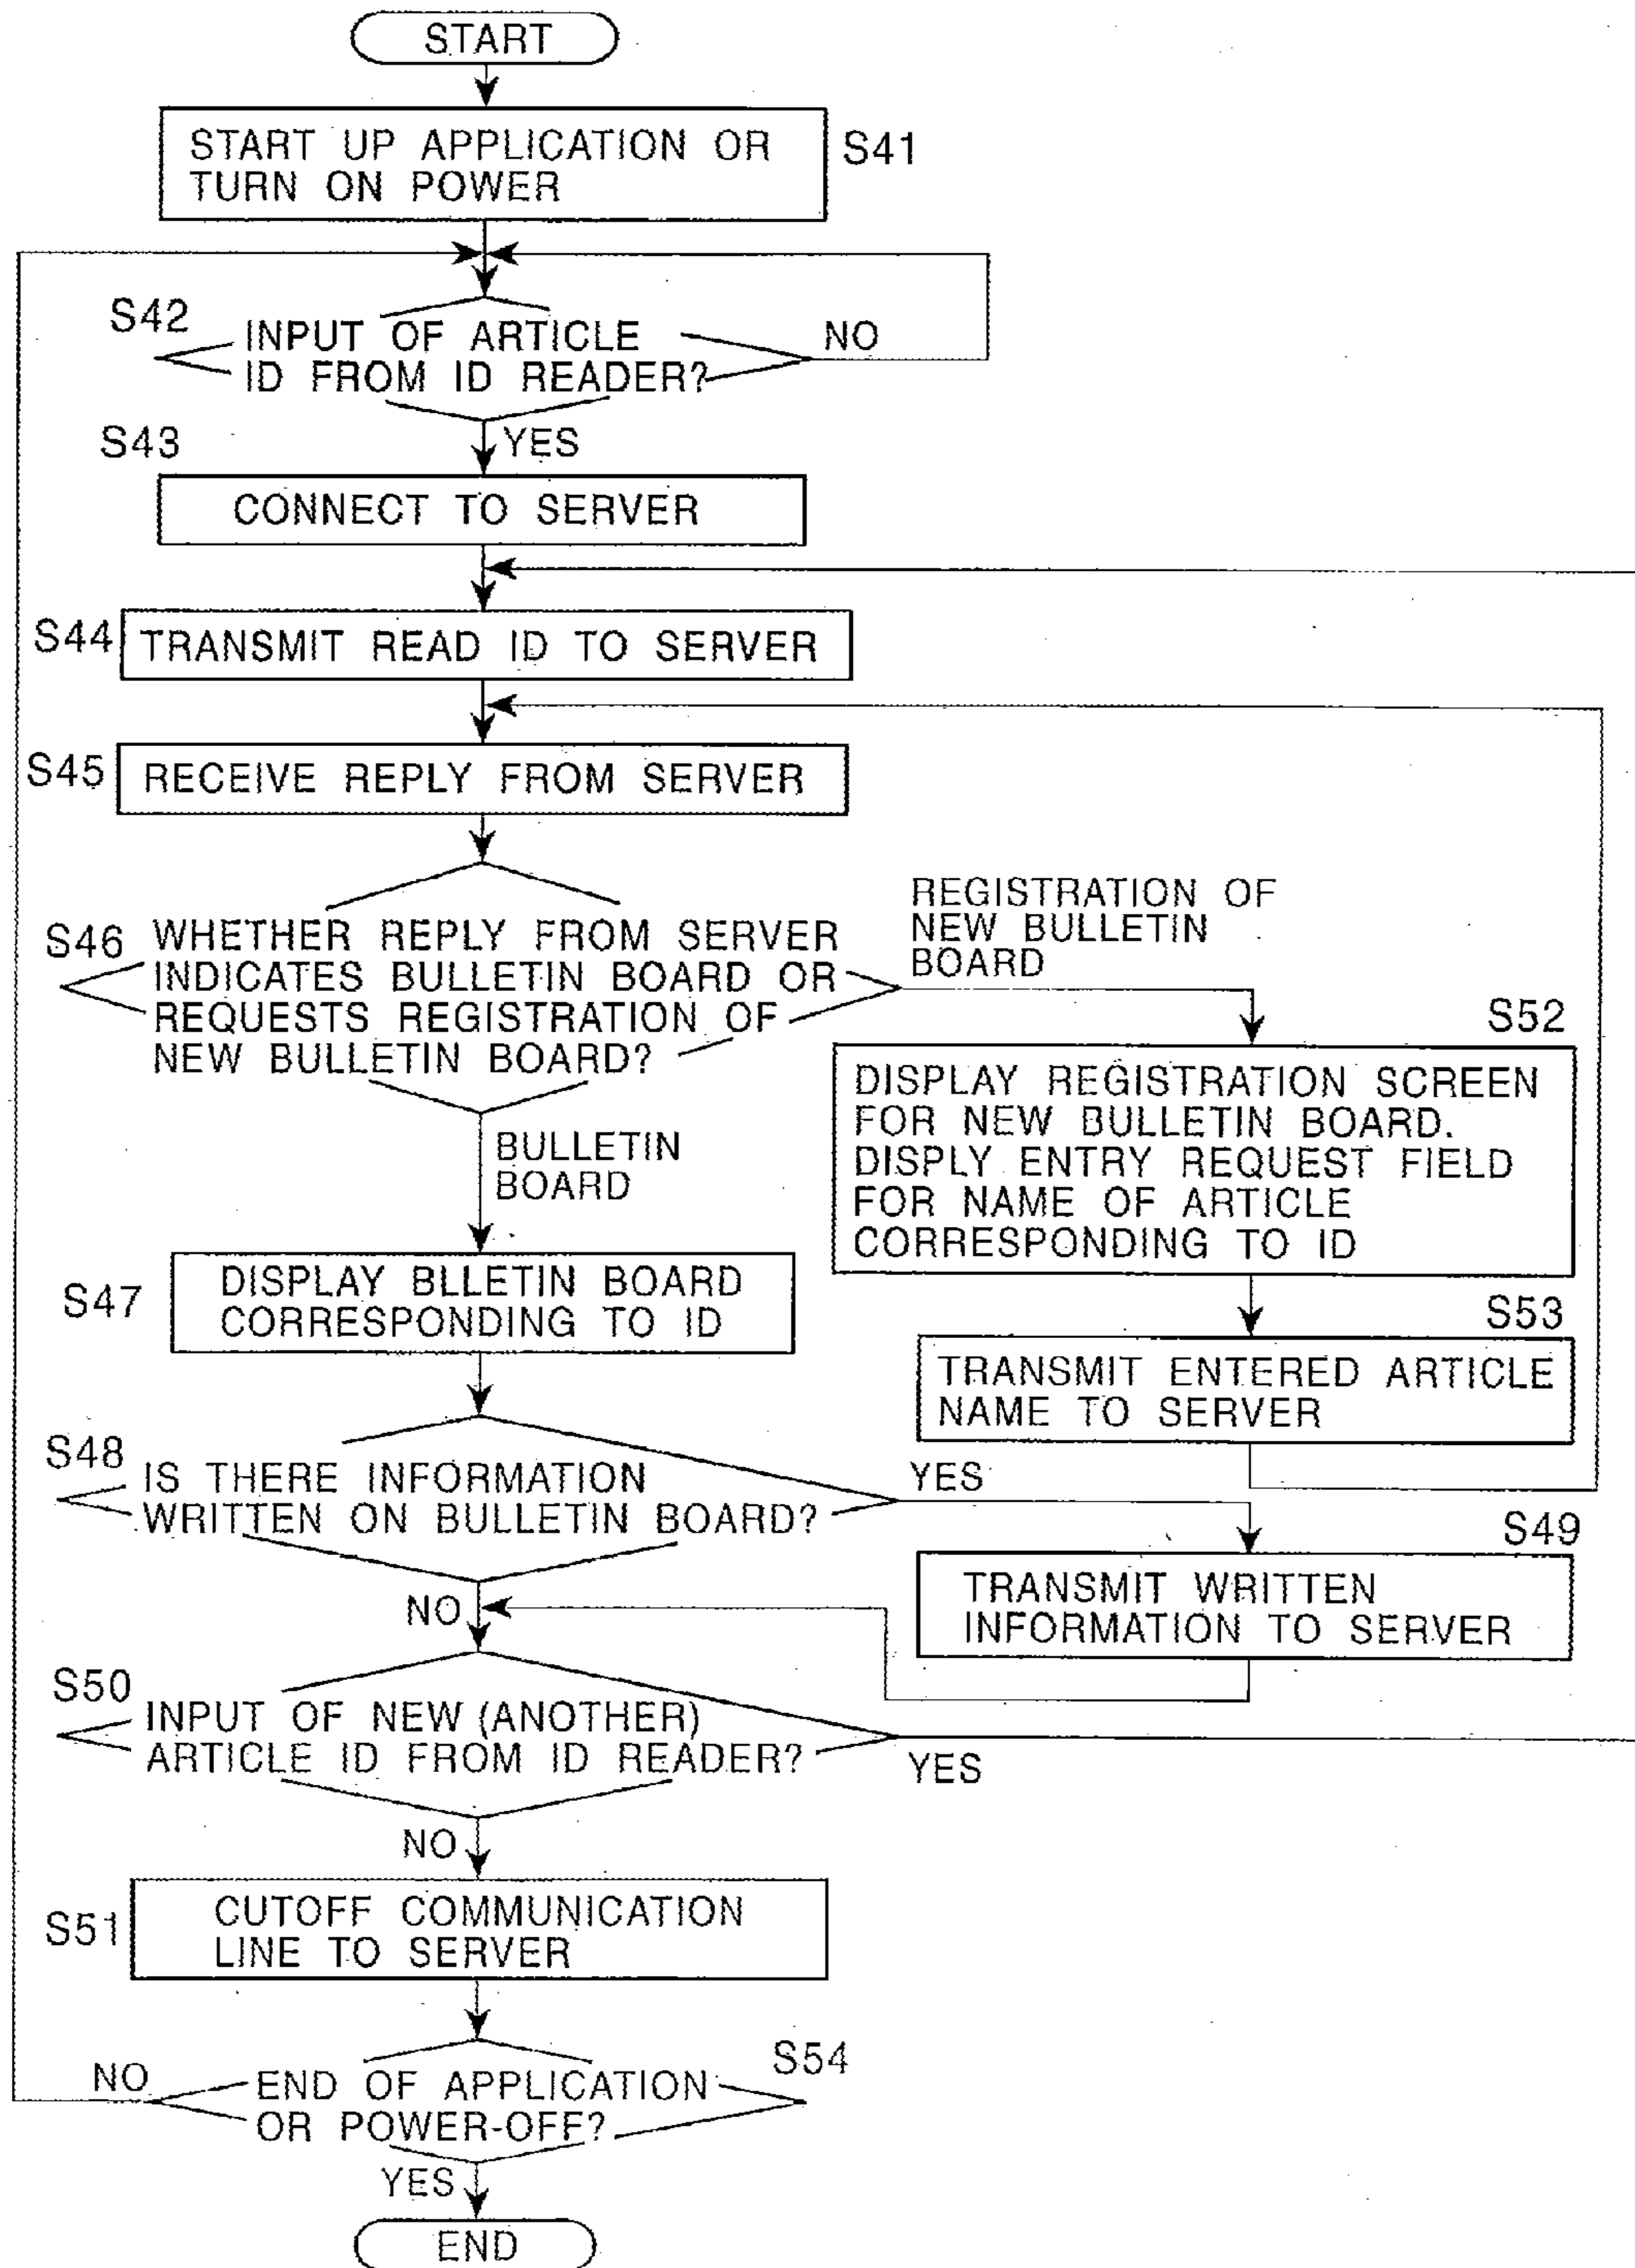 START
START UP APPLICATION OR
TURN ON POWER
S41
S42
INPUT OF ARTICLE
ID FROM ID READER?
NO
S43
YES
CONNECT TO SERVER
S44
TRANSMIT READ ID TO SERVER
S45
RECEIVE REPLY FROM SERVER
S46
WHETHER REPLY FROM SERVER
INDICATES BULLETIN BOARD OR
REQUESTS REGISTRATION OF
NEW BULLETIN BOARD?
REGISTRATION OF
NEW BULLETIN
BOARD
S52
DISPLAY REGISTRATION SCREEN
FOR NEW BULLETIN BOARD.
DISPLY ENTRY REQUEST FIELD
FOR NAME OF ARTICLE
CORRESPONDING TO ID
BULLETIN
BOARD
S47
DISPLAY BLLETIN BOARD
CORRESPONDING TO ID
S53
TRANSMIT ENTERED ARTICLE
NAME TO SERVER
S48
IS THERE INFORMATION
WRITTEN ON BULLETIN BOARD?
YES
S49
TRANSMIT WRITTEN
INFORMATION TO SERVER
NO
S50
INPUT OF NEW (ANOTHER)
ARTICLE ID FROM ID READER?
YES
NO
S51
CUTOFF COMMUNICATION
LINE TO SERVER
S54
NO
END OF APPLICATION
OR POWER-OFF?
YES
END